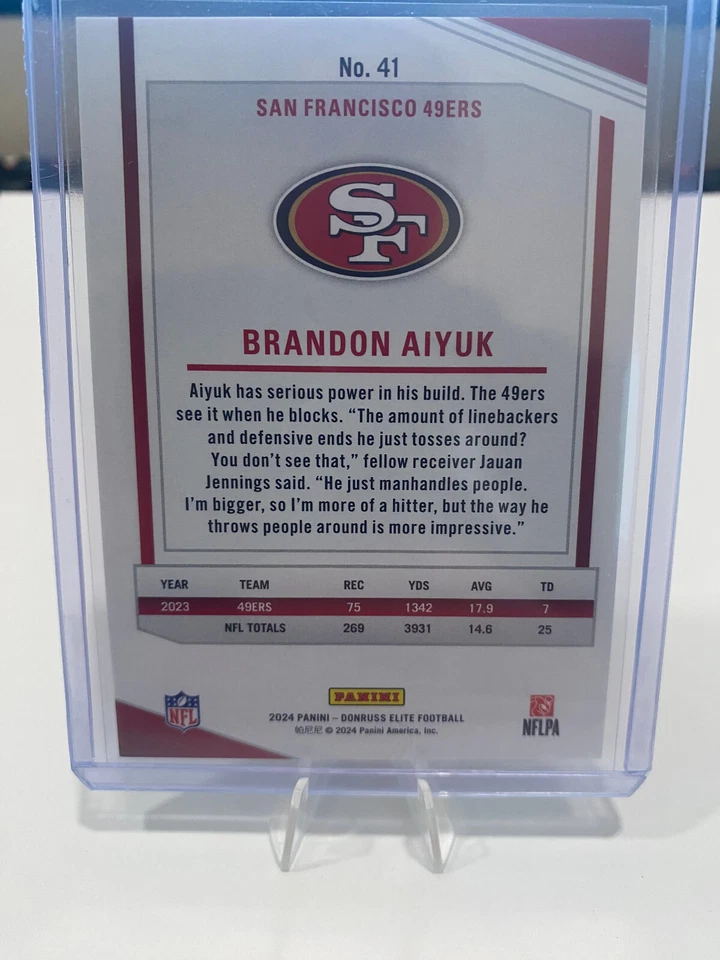 No. 41
SAN FRANCISCO 49ERS
SF
BRANDON AIYUK
Aiyuk has serious power in his build. The 49ers
see it when he blocks. “The amount of linebackers
and defensive ends he just tosses around?
You don’t see that,” fellow receiver Jauan
Jennings said. “He just manhandles people.
I’m bigger, so I’m more of a hitter, but the way he
throws people around is more impressive.”
YEAR TEAM REC YDS AVG TD
2023 49ERS 75 1342 17.9 7
NFL TOTALS 269 3931 14.6 25
NFL
PANINI
2024 PANINI – DONRUSS ELITE FOOTBALL
帕尼尼 © 2024 Panini America, Inc.
NFLPA